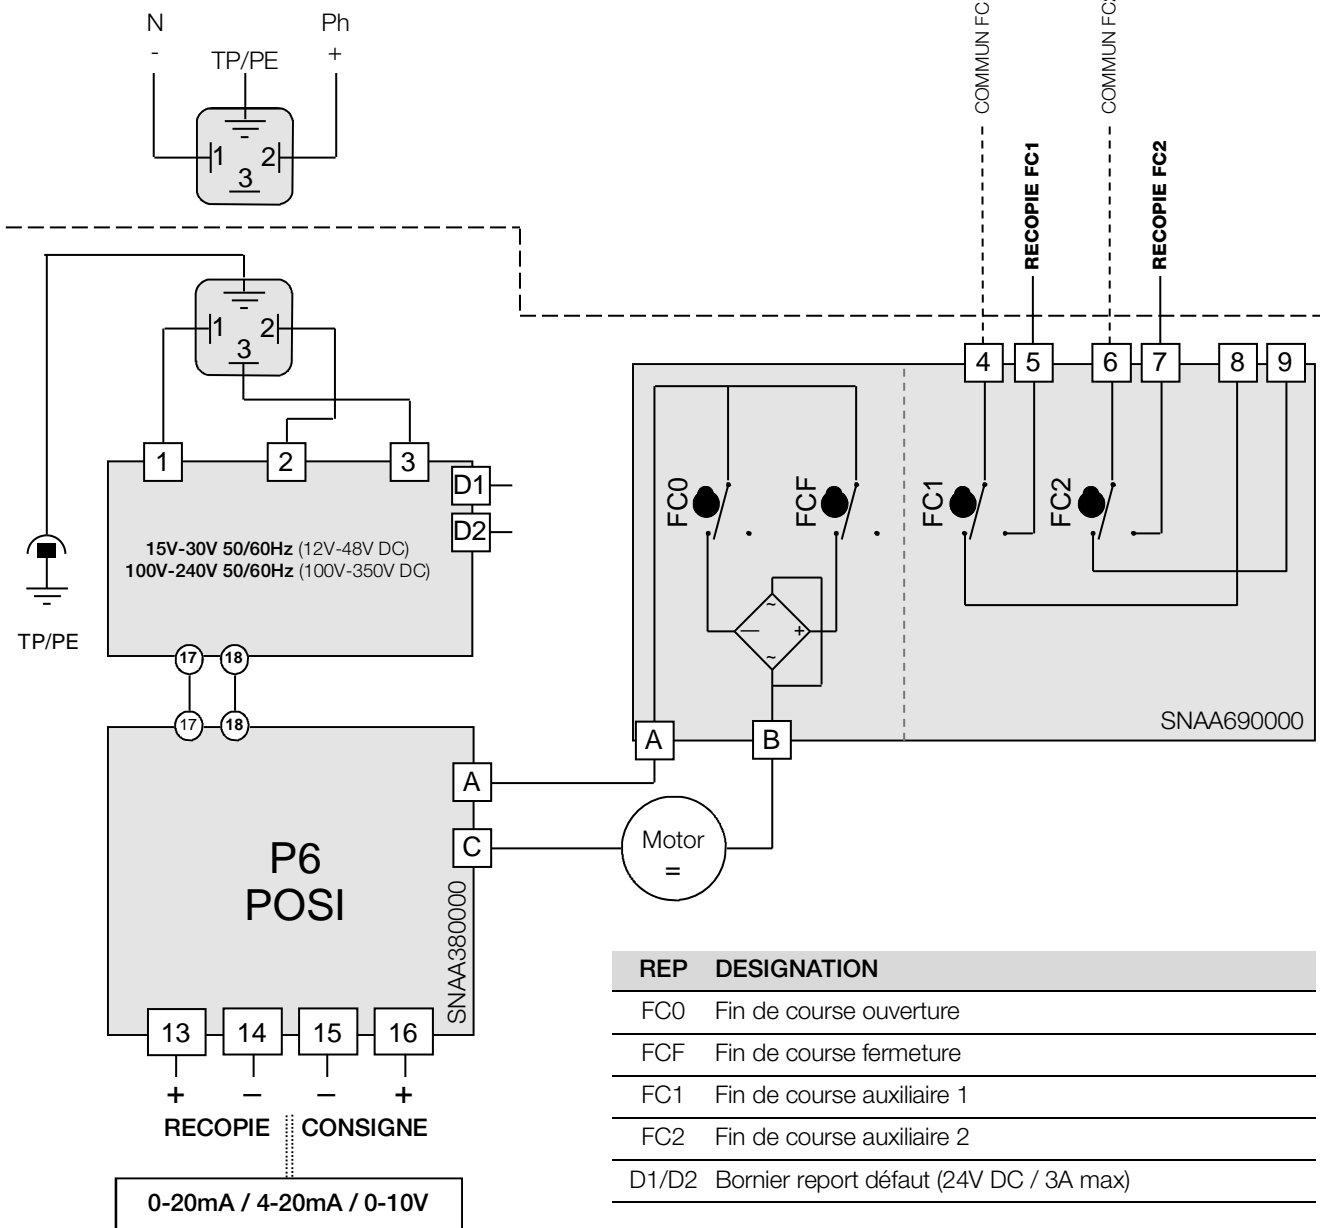 N
Ph
-
TP/PE
+
1
2
3
COMMUN FC
COMMUN FC2
RECOPIE FC1
RECOPIE FC2
1
2
3
4
5
6
7
8
9
1
2
3
D1
D2
15V-30V 50/60Hz (12V-48V DC)
100V-240V 50/60Hz (100V-350V DC)
TP/PE
17
18
17
18
FC0
FCF
FC1
FC2
~
—
+
~
SNAA690000
A
B
A
C
Motor
=
P6
POSI
SNAA380000
13
14
15
16
+
–
–
+
RECOPIE
CONSIGNE
0-20mA / 4-20mA / 0-10V
REP DESIGNATION
FC0 Fin de course ouverture
FCF Fin de course fermeture
FC1 Fin de course auxiliaire 1
FC2 Fin de course auxiliaire 2
D1/D2 Bornier report défaut (24V DC / 3A max)